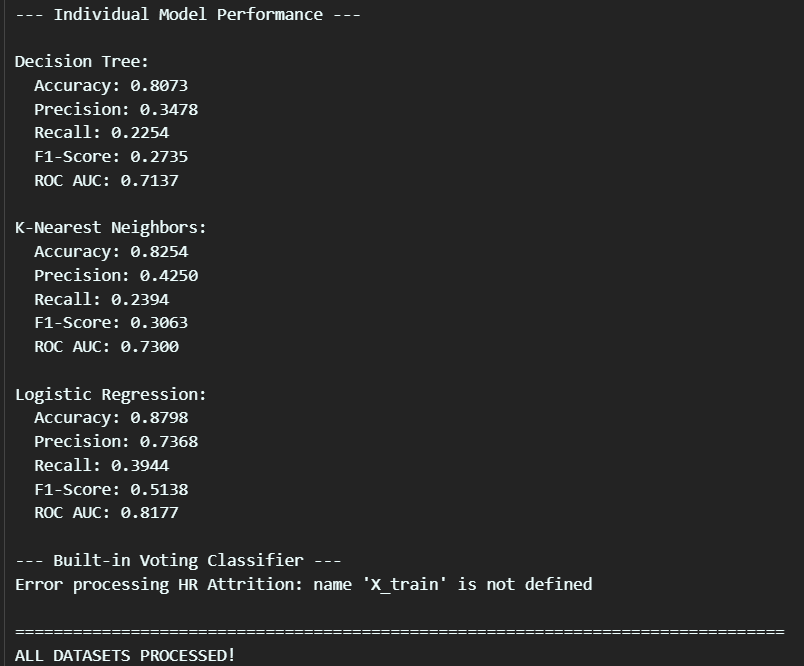 --- Individual Model Performance ---
Decision Tree:
Accuracy: 0.8073
Precision: 0.3478
Recall: 0.2254
F1-Score: 0.2735
ROC AUC: 0.7137
K-Nearest Neighbors:
Accuracy: 0.8254
Precision: 0.4250
Recall: 0.2394
F1-Score: 0.3063
ROC AUC: 0.7300
Logistic Regression:
Accuracy: 0.8798
Precision: 0.7368
Recall: 0.3944
F1-Score: 0.5138
ROC AUC: 0.8177
--- Built-in Voting Classifier ---
Error processing HR Attrition: name 'X_train' is not defined
================================================================================
ALL DATASETS PROCESSED!